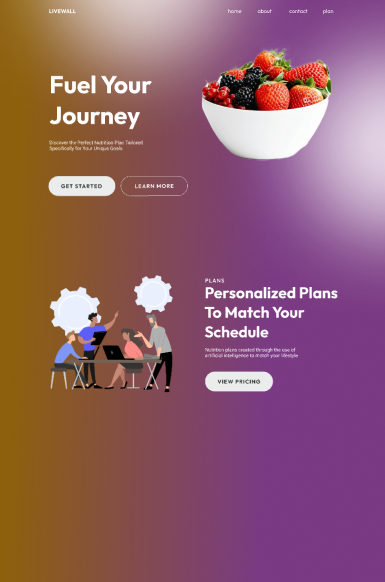 LIVEWALL
home about contact plan
Fuel Your
Journey
Discover the Perfect Nutrition Plan Tailored
Specifically for Your Unique Goals
GET STARTED LEARN MORE
PLANS
Personalized Plans
To Match Your
Schedule
Nutrition plans created through the use of
artificial intelligence to match your lifestyle
VIEW PRICING